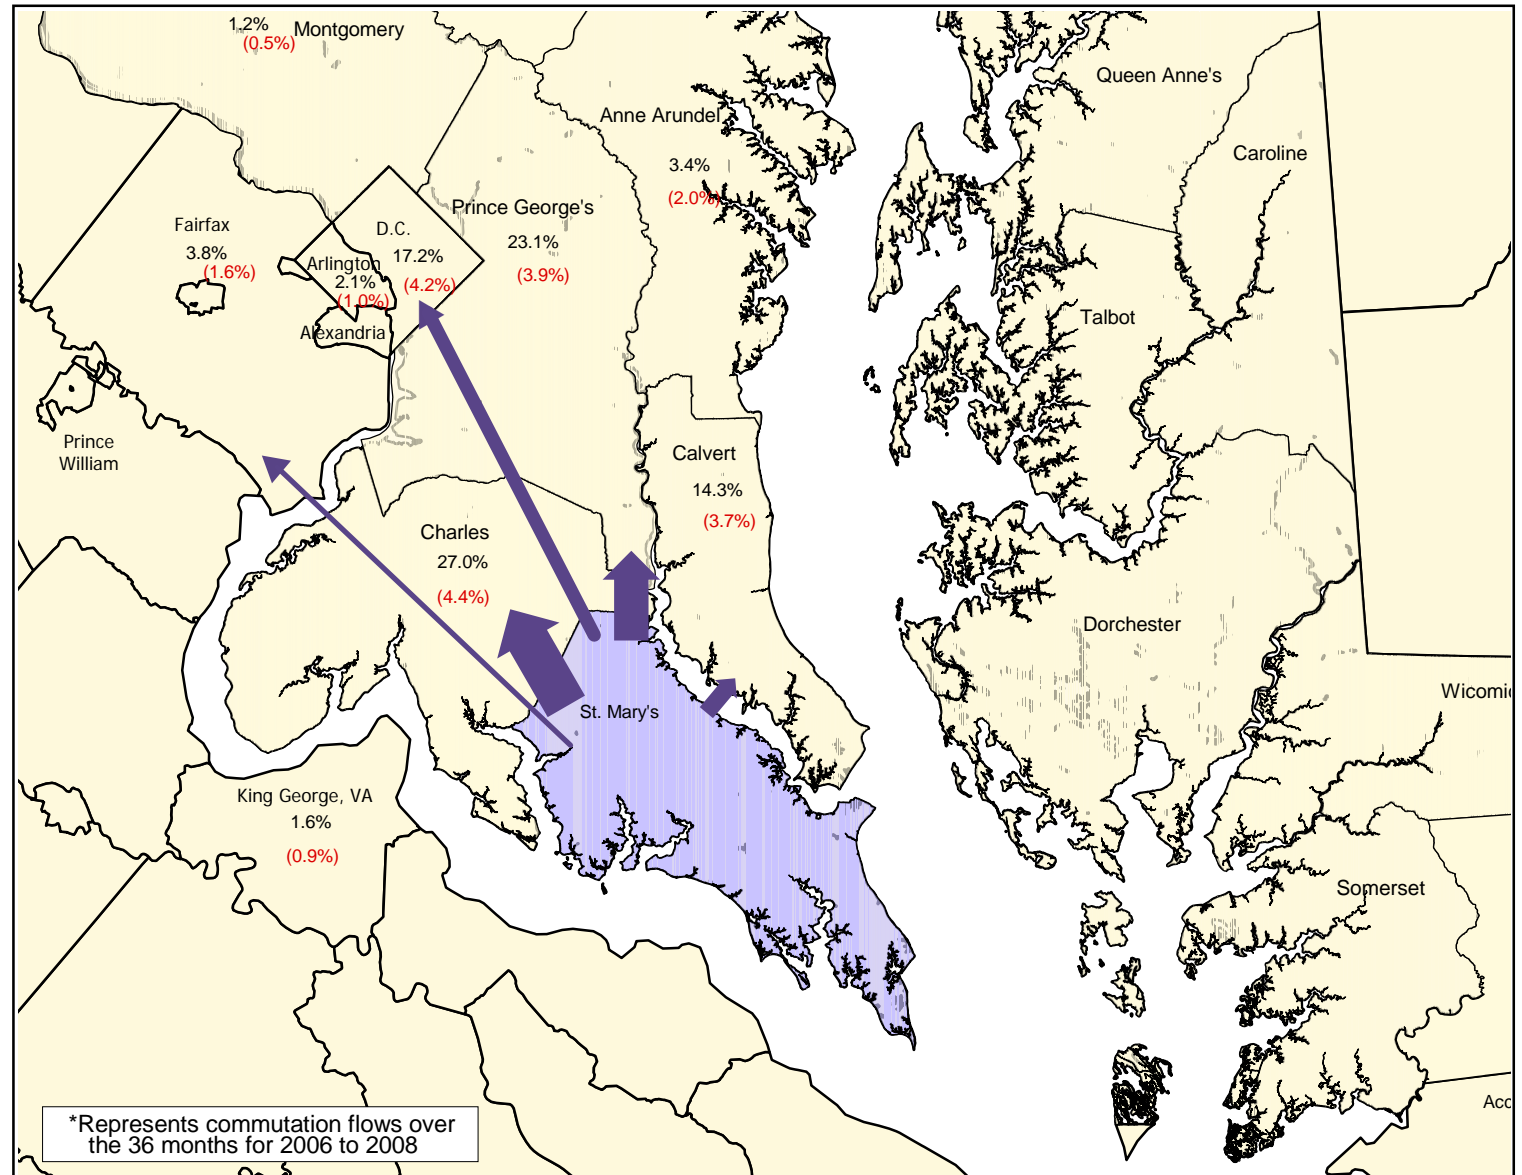 1.2%
Montgomery
(0.5%)
Queen Anne's
Anne Arundel
Caroline
3.4%
(2.0%)
Prince George's
23.1%
(3.9%)
Fairfax
3.8%
(1.6%)
D.C.
17.2%
(4.2%)
Arlington
2.1%
(1.0%)
Alexandria
Talbot
Prince
William
Calvert
14.3%
(3.7%)
Charles
27.0%
(4.4%)
Dorchester
St. Mary's
Wicomic
King George, VA
1.6%
(0.9%)
Somerset
Acc
*Represents commutation flows over
the 36 months for 2006 to 2008